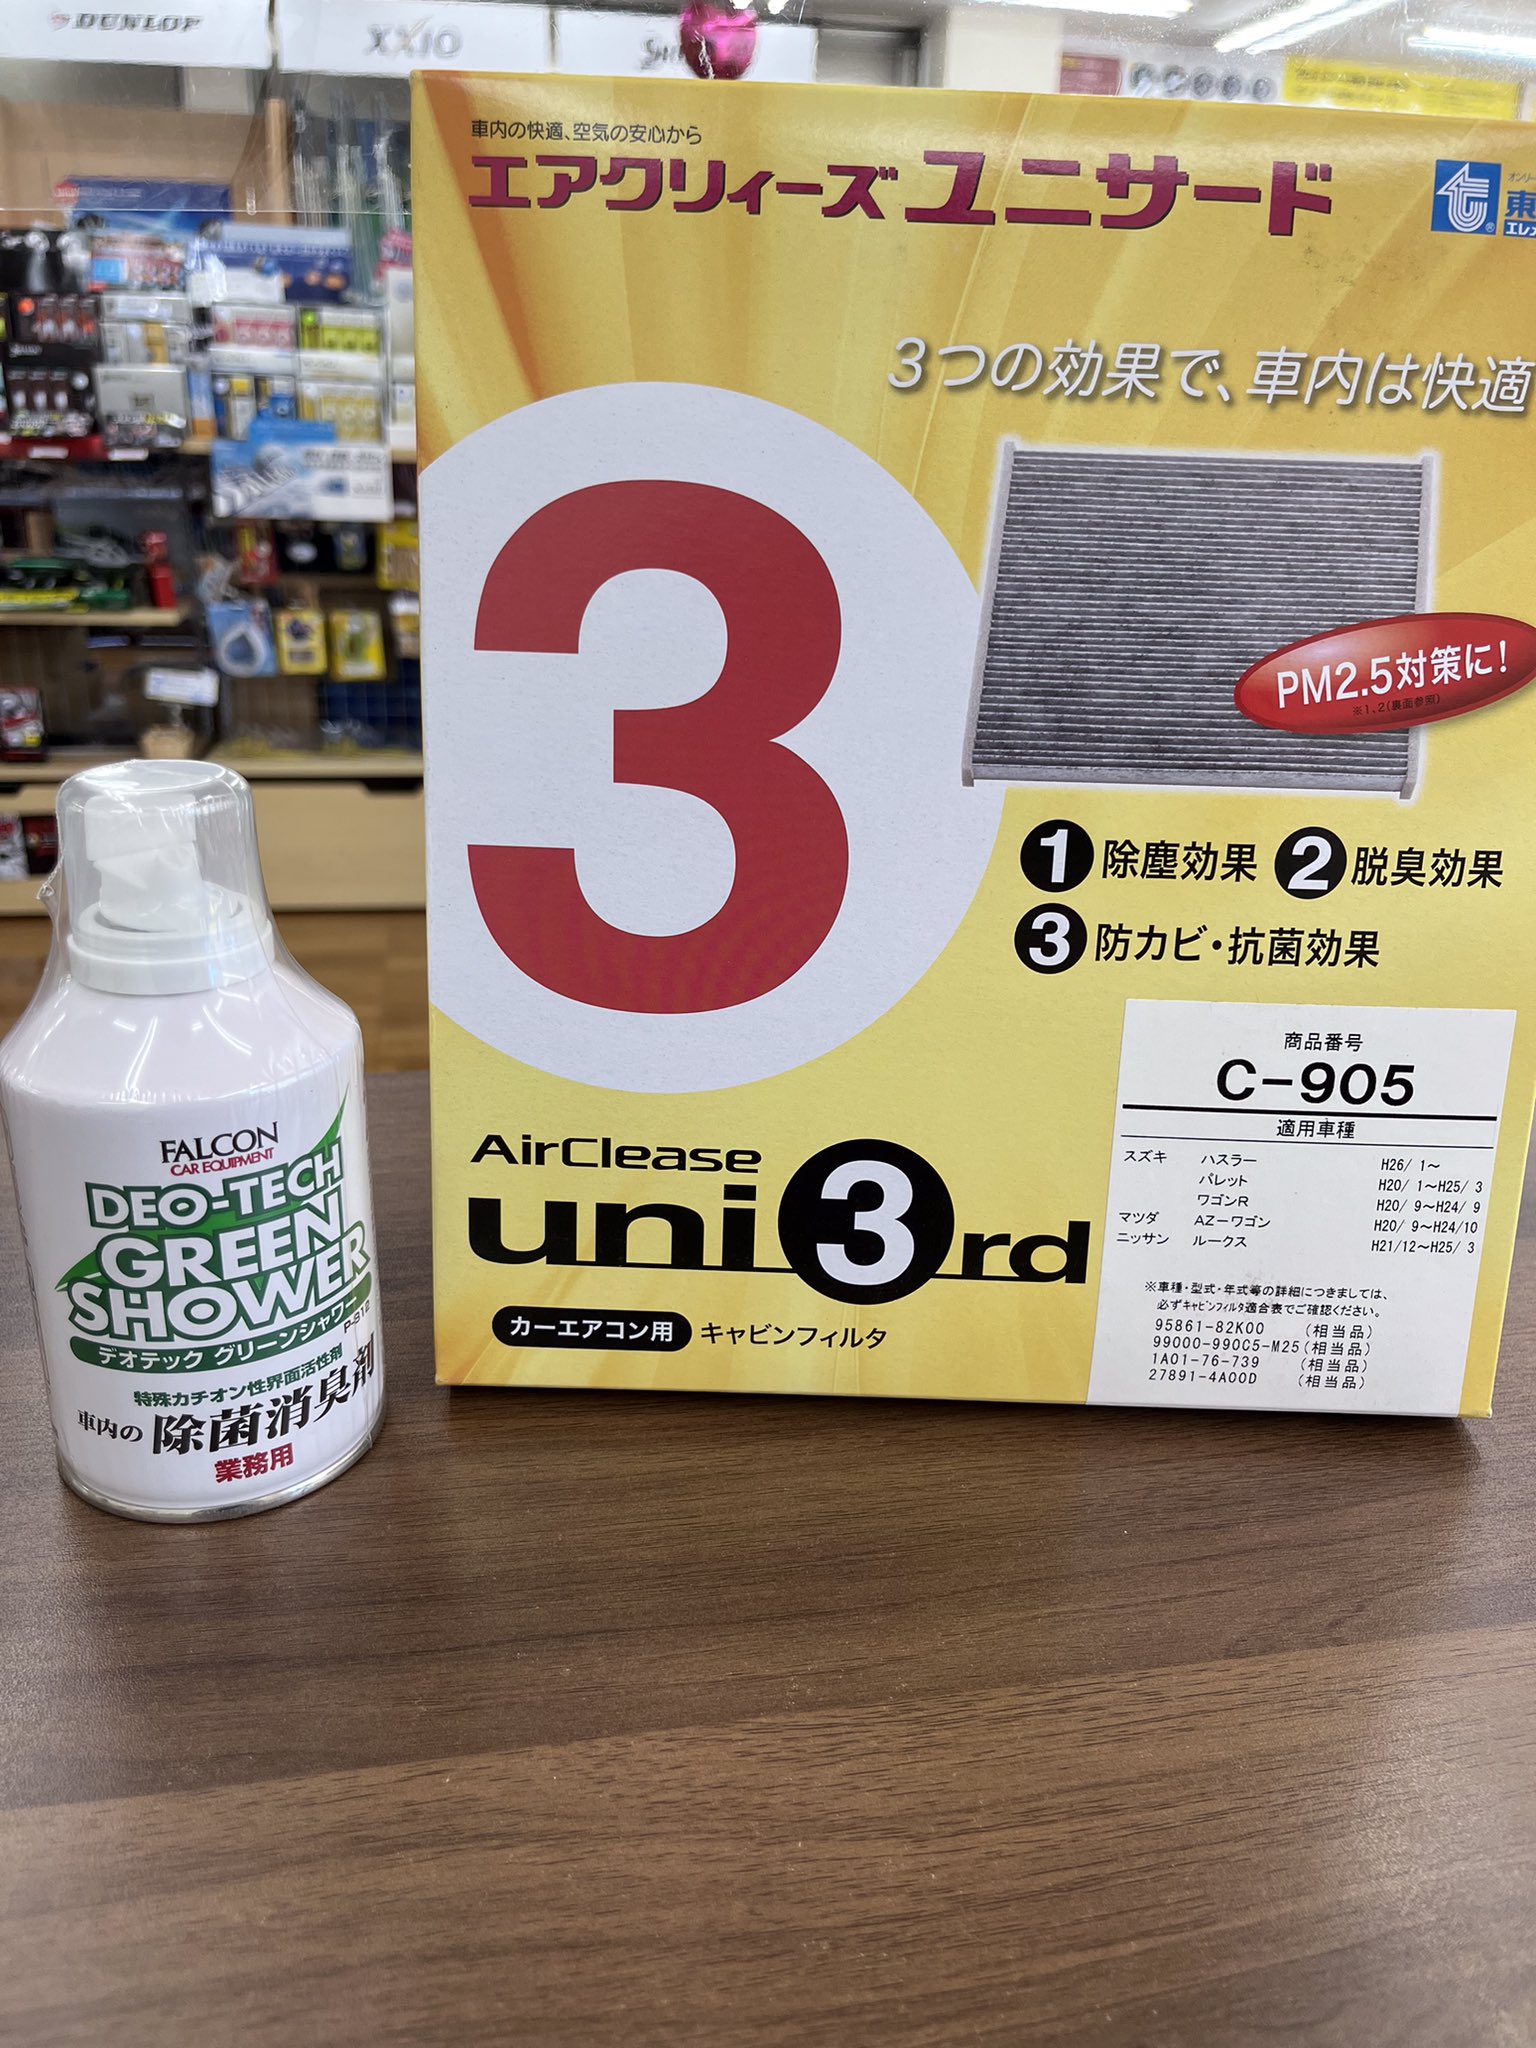 DUNLOP
XXIO
車内の快適、空気の安心から
エアクリィーズ ユニサード
東
エレメ
3つの効果で、車内は快適
3
PM2.5対策に!
※1、2(裏面参照)
1 除塵効果 2 脱臭効果
3 防カビ・抗菌効果
商品番号
C-905
適用車種
スズキ ハスラー H26/ 1～
パレット H20/ 1～H25/ 3
ワゴンR H20/ 9～H24/ 9
マツダ AZ-ワゴン H20/ 9～H24/10
ニッサン ルークス H21/12～H25/ 3
※車種・型式・年式等の詳細につきましては、
必ずキャビンフィルタ適合表でご確認ください。
95861-82K00 (相当品)
99000-990C5-M25(相当品)
1A01-76-739 (相当品)
27891-4A00D (相当品)
AirClease
uni3rd
カーエアコン用 キャビンフィルタ
FALCON
CAR EQUIPMENT
DEO-TECH
GREEN
SHOWER
デオテック グリーンシャワー
P-812
特殊カチオン性界面活性剤
車内の 除菌消臭剤
業務用